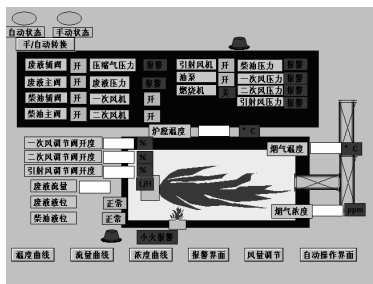 自动状态 手动状态
手/自动转换
废液辅阀 开 压缩气压力 报警 引射风机 开 柴油压力 报警
废液主阀 开 废液压力 报警 油泵 开 一次风压力 报警
柴油辅阀 开 一次风机 开 燃烧机 关 二次风压力 报警
柴油主阀 开 二次风机 开 引射风压力 报警
炉膛温度 °C
一次风调节阀开度 %
二次风调节阀开度 %
引射风调节阀开度 %
废液流量 L/H
废液液位 正常
柴油液位 正常
烟气温度 °C
烟气浓度 ppm
小火报警
温度曲线 流量曲线 浓度曲线 报警界面 风量调节 自动操作界面